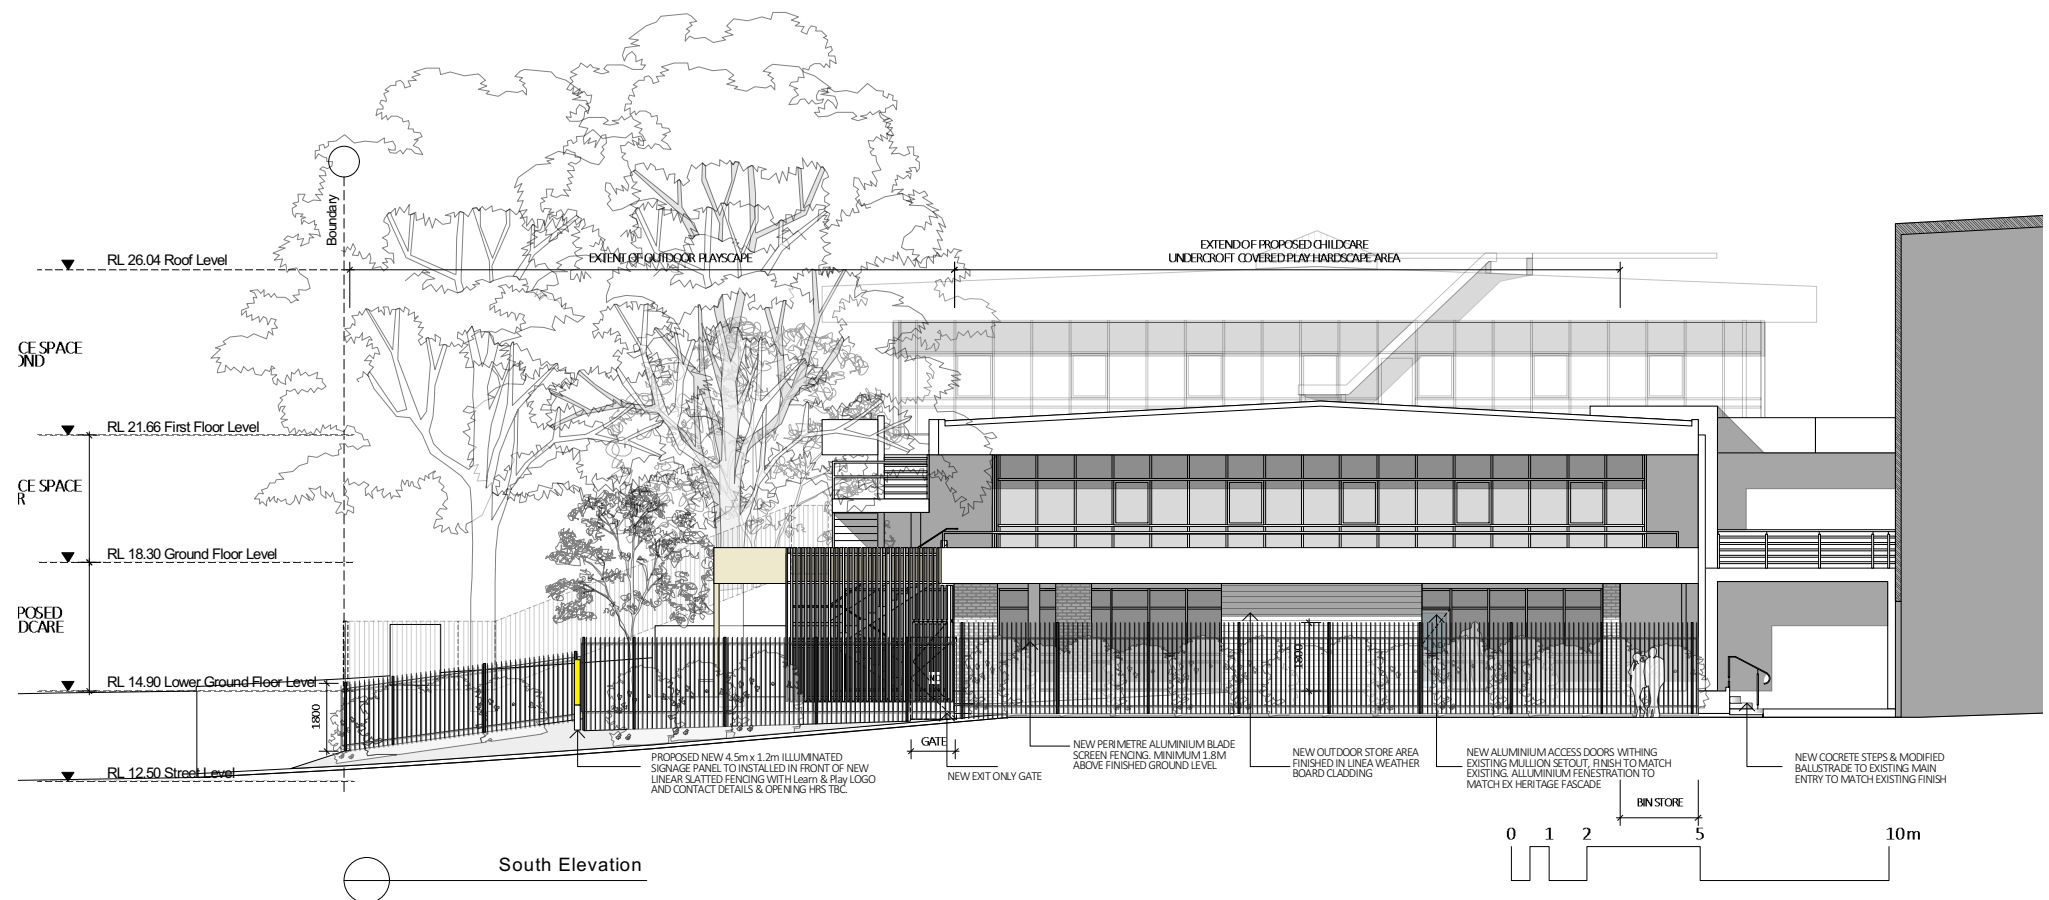 Boundary
RL 26.04 Roof Level
EXTENT OF OUTDOOR PLAYSCAPE
EXTEND OF PROPOSED CHILDCARE
UNDERCROFT COVERED PLAY HARDSCAPE AREA
CE SPACE
OND
RL 21.66 First Floor Level
CE SPACE
R
RL 18.30 Ground Floor Level
POSED
DCARE
RL 14.90 Lower Ground Floor Level
1800
1800
RL 12.50 Street Level
PROPOSED NEW 4.5m x 1.2m ILLUMINATED
SIGNAGE PANEL TO INSTALLED IN FRONT OF NEW
LINEAR SLATTED FENCING WITH Learn & Play LOGO
AND CONTACT DETAILS & OPENING HRS TBC.
GATE
NEW EXIT ONLY GATE
NEW PERIMETRE ALUMINIUM BLADE
SCREEN FENCING. MINIMUM 1.8M
ABOVE FINISHED GROUND LEVEL
NEW OUTDOOR STORE AREA
FINISHED IN LINEA WEATHER
BOARD CLADDING
NEW ALUMINIUM ACCESS DOORS WITHING
EXISTING MULLION SETOUT, FINISH TO MATCH
EXISTING. ALLUMINIUM FENESTRATION TO
MATCH EX HERITAGE FASCADE
NEW COCRETE STEPS & MODIFIED
BALUSTRADE TO EXISTING MAIN
ENTRY TO MATCH EXISTING FINISH
BIN STORE
0 1 2 5 10m
South Elevation